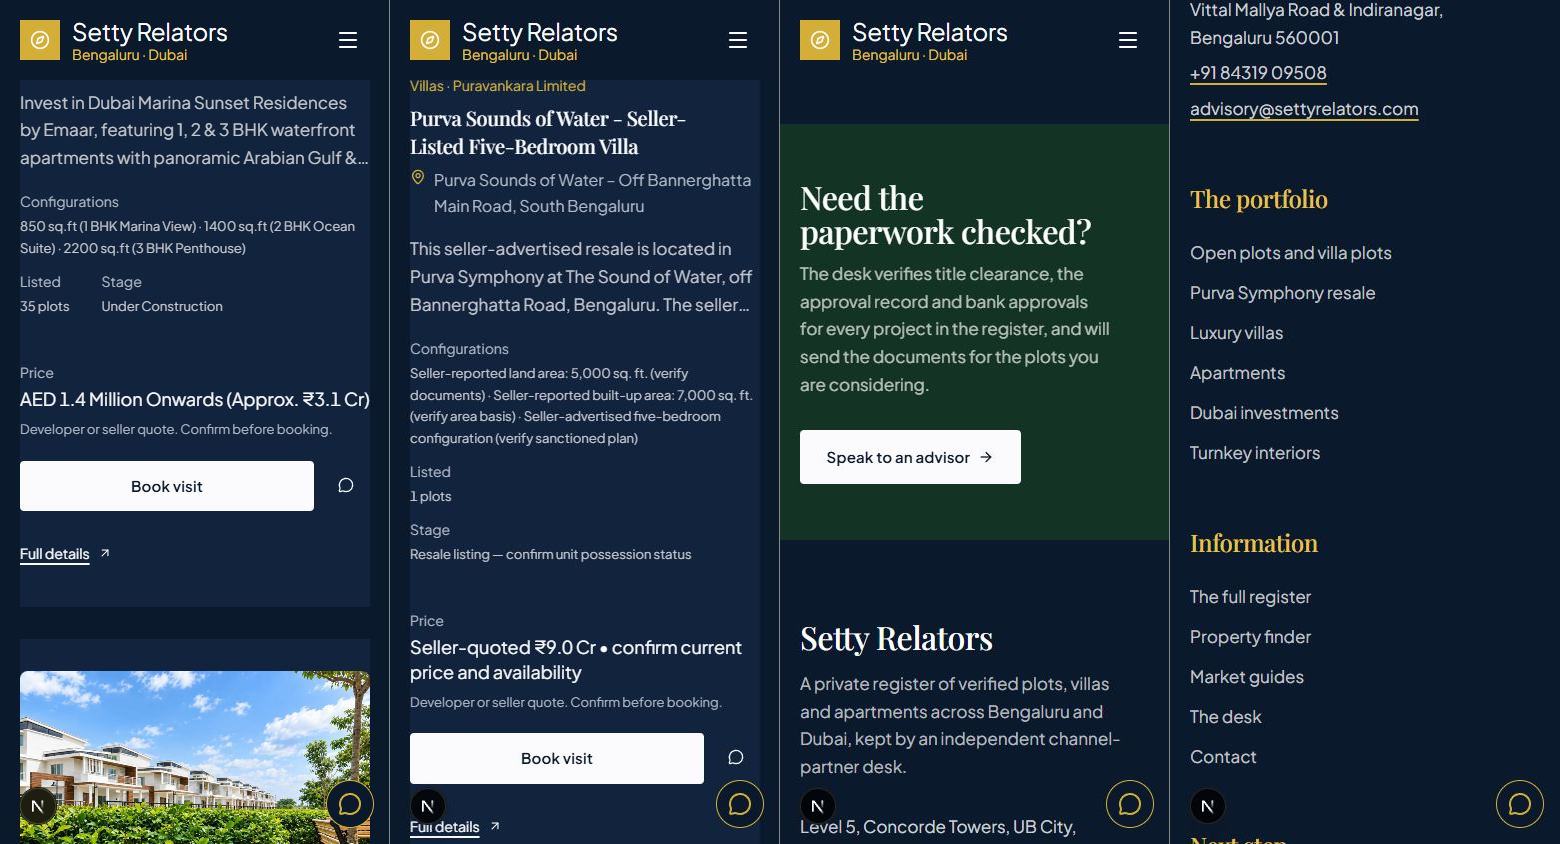 Setty Relators
Bengaluru · Dubai
Invest in Dubai Marina Sunset Residences
by Emaar, featuring 1, 2 & 3 BHK waterfront
apartments with panoramic Arabian Gulf &...
Configurations
850 sq.ft (1 BHK Marina View) · 1400 sq.ft (2 BHK Ocean
Suite) · 2200 sq.ft (3 BHK Penthouse)
Listed Stage
35 plots Under Construction
Price
AED 1.4 Million Onwards (Approx. ₹3.1 Cr)
Developer or seller quote. Confirm before booking.
Book visit
Full details
N
Setty Relators
Bengaluru · Dubai
Villas · Puravankara Limited
Purva Sounds of Water – Seller-
Listed Five-Bedroom Villa
Purva Sounds of Water – Off Bannerghatta
Main Road, South Bengaluru
This seller-advertised resale is located in
Purva Symphony at The Sound of Water, off
Bannerghatta Road, Bengaluru. The seller...
Configurations
Seller-reported land area: 5,000 sq. ft. (verify
documents) · Seller-reported built-up area: 7,000 sq. ft.
(verify area basis) · Seller-advertised five-bedroom
configuration (verify sanctioned plan)
Listed
1 plots
Stage
Resale listing — confirm unit possession status
Price
Seller-quoted ₹9.0 Cr • confirm current
price and availability
Developer or seller quote. Confirm before booking.
Book visit
N
Full details
Setty Relators
Bengaluru · Dubai
Need the
paperwork checked?
The desk verifies title clearance, the
approval record and bank approvals
for every project in the register, and will
send the documents for the plots you
are considering.
Speak to an advisor
Setty Relators
A private register of verified plots, villas
and apartments across Bengaluru and
Dubai, kept by an independent channel-
partner desk.
N
Level 5, Concorde Towers, UB City,
Vittal Mallya Road & Indiranagar,
Bengaluru 560001
+91 84319 09508
advisory@settyrelators.com
The portfolio
Open plots and villa plots
Purva Symphony resale
Luxury villas
Apartments
Dubai investments
Turnkey interiors
Information
The full register
Property finder
Market guides
The desk
Contact
N
Next step